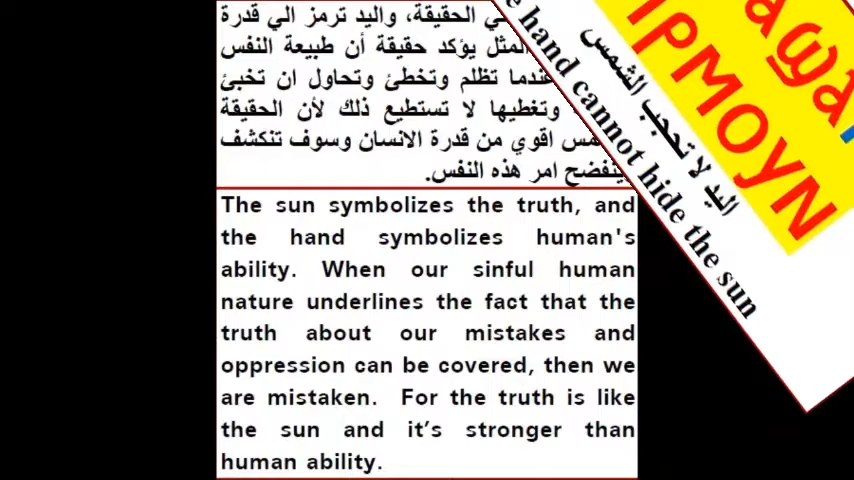 الحقيقة، واليد ترمز الي قدرة
المثل يؤكد حقيقة أن طبيعة النفس
عندما تظلم وتخطئ وتحاول ان تخبئ
وتغطيها لا تستطيع ذلك لأن الحقيقة
اقوي من قدرة الانسان وسوف تنكشف
امر هذه النفس.
The sun symbolizes the truth, and
the hand symbolizes human's
ability. When our sinful human
nature underlines the fact that the
truth about our mistakes and
oppression can be covered, then we
are mistaken. For the truth is like
the sun and it's stronger than
human ability.
اليد لا تحجب الشمس
hand cannot hide the sun